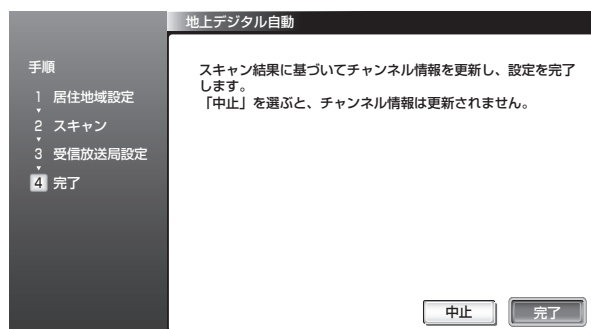 地上デジタル自動
手順
1 居住地域設定
2 スキャン
3 受信放送局設定
4 完了
スキャン結果に基づいてチャンネル情報を更新し、設定を完了
します。
「中止」を選ぶと、チャンネル情報は更新されません。
中止
完了